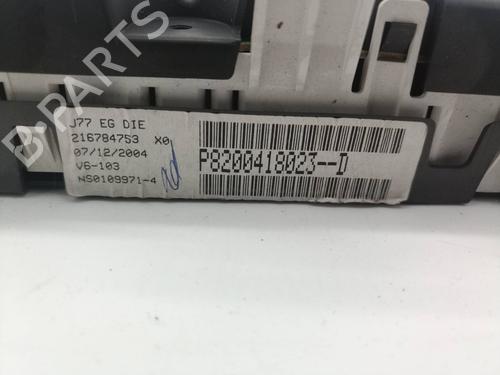 B-PARTS
J77 EG DIE
216784753 X0
07/12/2004
V6-103
NS0109971-4
P8200418023--D